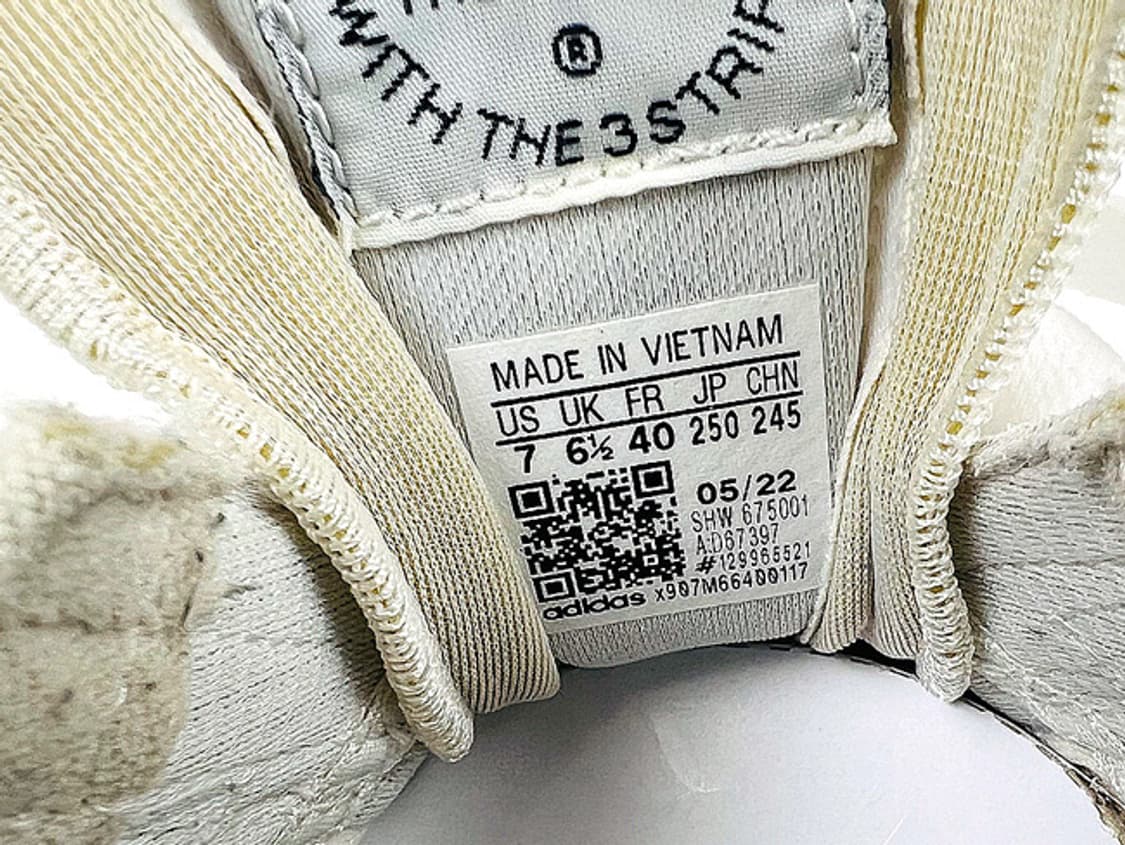 ®
WITH THE 3 STRIP
MADE IN VIETNAM
US UK FR JP CHN
7 6½ 40 250 245
05/22
SHW 675001
A:D67397
#129965521
adidas x907M66400117